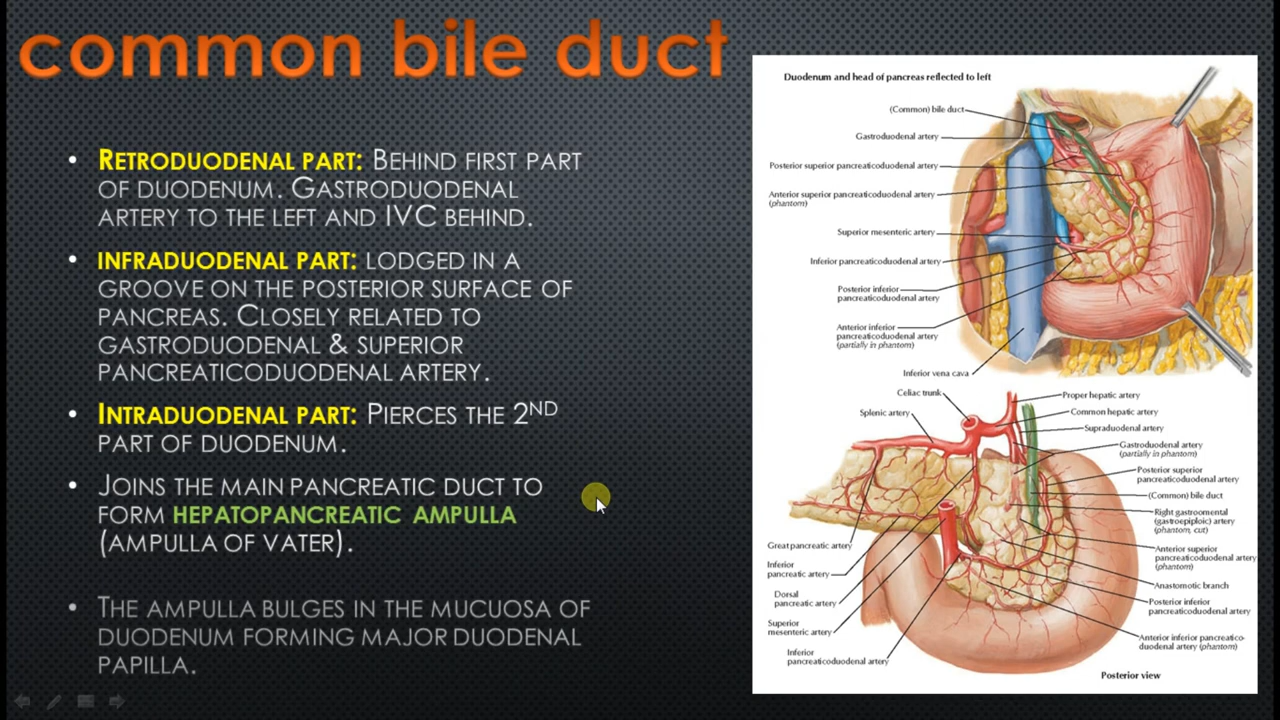 common bile duct
• RETRODUODENAL PART: BEHIND FIRST PART
OF DUODENUM. GASTRODUODENAL
ARTERY TO THE LEFT AND IVC BEHIND.
• INFRADUODENAL PART: LODGED IN A
GROOVE ON THE POSTERIOR SURFACE OF
PANCREAS. CLOSELY RELATED TO
GASTRODUODENAL & SUPERIOR
PANCREATICODUODENAL ARTERY.
• INTRADUODENAL PART: PIERCES THE 2ND
PART OF DUODENUM.
• JOINS THE MAIN PANCREATIC DUCT TO
FORM HEPATOPANCREATIC AMPULLA
(AMPULLA OF VATER).
• THE AMPULLA BULGES IN THE MUCUOSA OF
DUODENUM FORMING MAJOR DUODENAL
PAPILLA.
Duodenum and head of pancreas reflected to left
(Common) bile duct
Gastroduodenal artery
Posterior superior pancreaticoduodenal artery
Anterior superior pancreaticoduodenal artery
(phantom)
Superior mesenteric artery
Inferior pancreaticoduodenal artery
Posterior inferior
pancreaticoduodenal artery
Anterior inferior
pancreaticoduodenal artery
(partially in phantom)
Inferior vena cava
Celiac trunk
Splenic artery
Great pancreatic artery
Inferior
pancreatic artery
Dorsal
pancreatic artery
Superior
mesenteric artery
Inferior
pancreaticoduodenal artery
Proper hepatic artery
Common hepatic artery
Supraduodenal artery
Gastroduodenal artery
(partially in phantom)
Posterior superior
pancreaticoduodenal artery
(Common) bile duct
Right gastroomental
(gastroepiploic) artery
(phantom, cut)
Anterior superior
pancreaticoduodenal artery
(phantom)
Anastomotic branch
Posterior inferior
pancreaticoduodenal artery
Anterior inferior pancreatico-
duodenal artery (phantom)
Posterior view